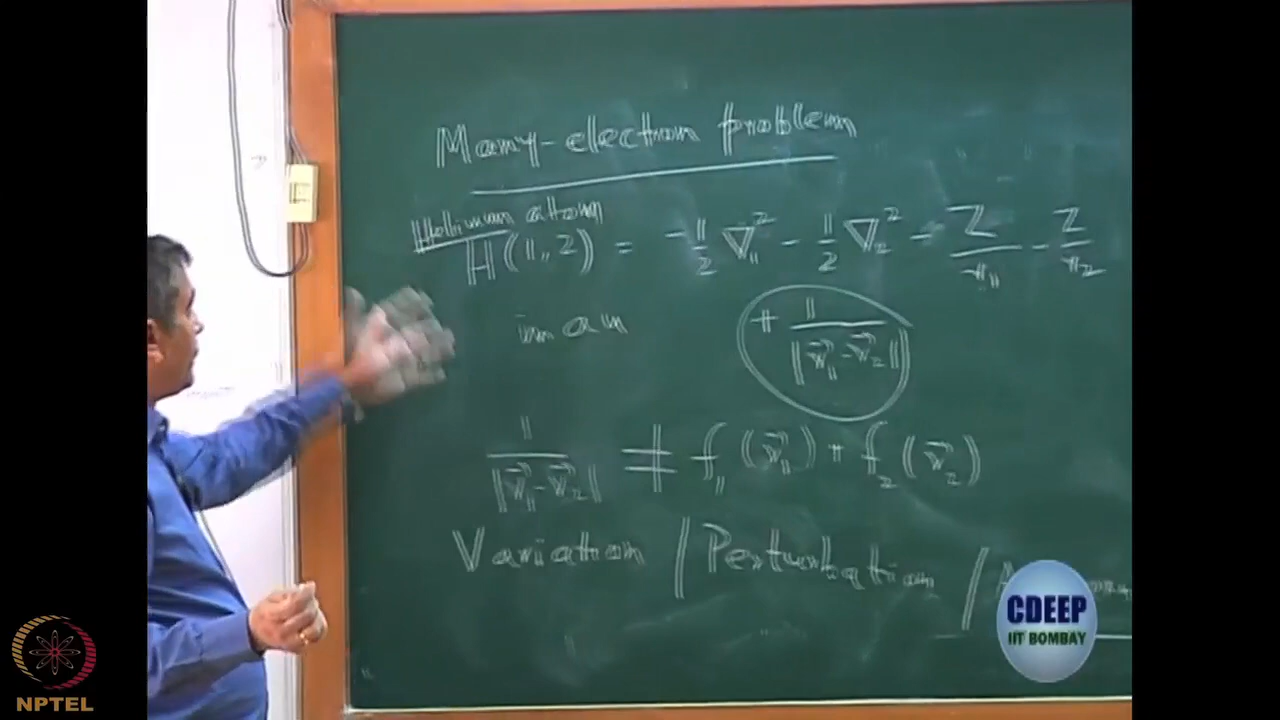 Many-electron problem
Helium atom
H(1,2) = -1/2 ∇₁² - 1/2 ∇₂² - Z/r₁ - Z/r₂
in au
+ 1/|r⃗₁-r⃗₂|
1/|r⃗₁-r⃗₂| ≠ f₁(r⃗₁) + f₂(r⃗₂)
Variation / Perturbation /
CDEEP
IIT BOMBAY
NPTEL